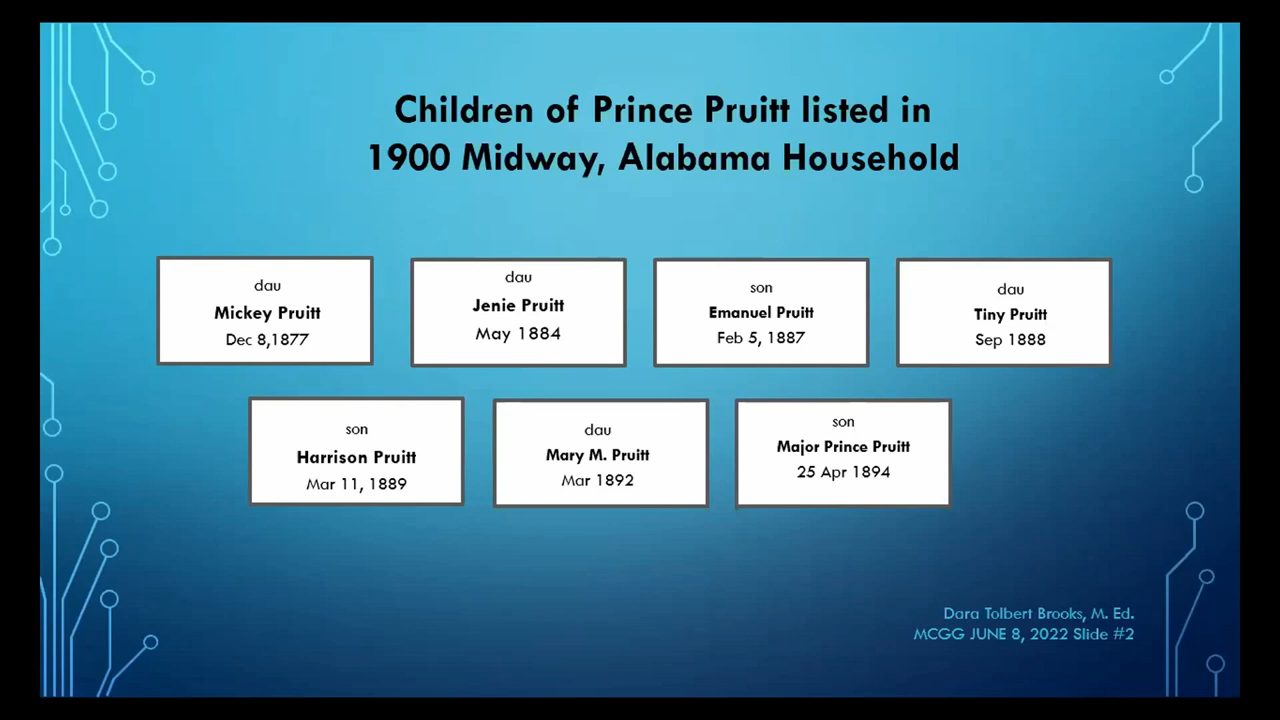 Children of Prince Pruitt listed in
1900 Midway, Alabama Household
dau
Mickey Pruitt
Dec 8,1877
dau
Jenie Pruitt
May 1884
son
Emanuel Pruitt
Feb 5, 1887
dau
Tiny Pruitt
Sep 1888
son
Harrison Pruitt
Mar 11, 1889
dau
Mary M. Pruitt
Mar 1892
son
Major Prince Pruitt
25 Apr 1894
Dara Tolbert Brooks, M. Ed.
MCGG JUNE 8, 2022 Slide #2